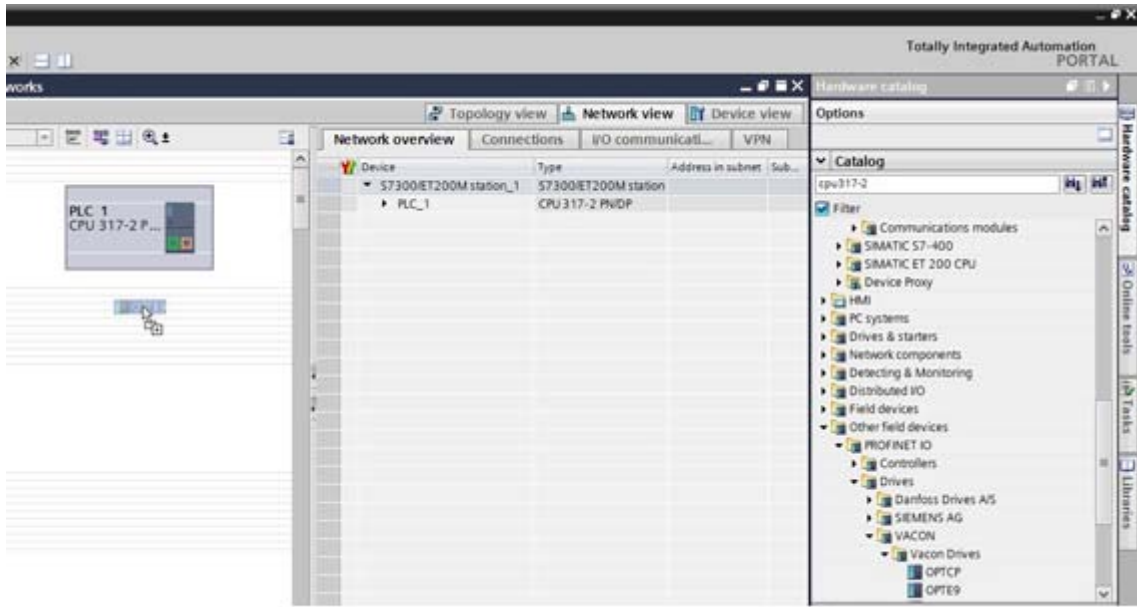 Totally Integrated Automation
PORTAL
works
Hardware catalog
Topology view
Network view
Device view
Options
Network overview
Connections
I/O communicati...
VPN
Catalog
Device
Type
Address in subnet
Sub...
cpu317-2
S7300/ET200M station_1
S7300/ET200M station
Filter
PLC_1
CPU 317-2 PN/DP
PLC_1
CPU 317-2 P...
Communications modules
SIMATIC S7-400
SIMATIC ET 200 CPU
Device Proxy
HMI
PC systems
Drives & starters
Network components
Detecting & Monitoring
Distributed I/O
Field devices
Other field devices
PROFINET IO
Controllers
Drives
Danfoss Drives A/S
SIEMENS AG
VACON
Vacon Drives
OPTCP
OPTE9
Hardware catalog
Online tools
Tasks
Libraries